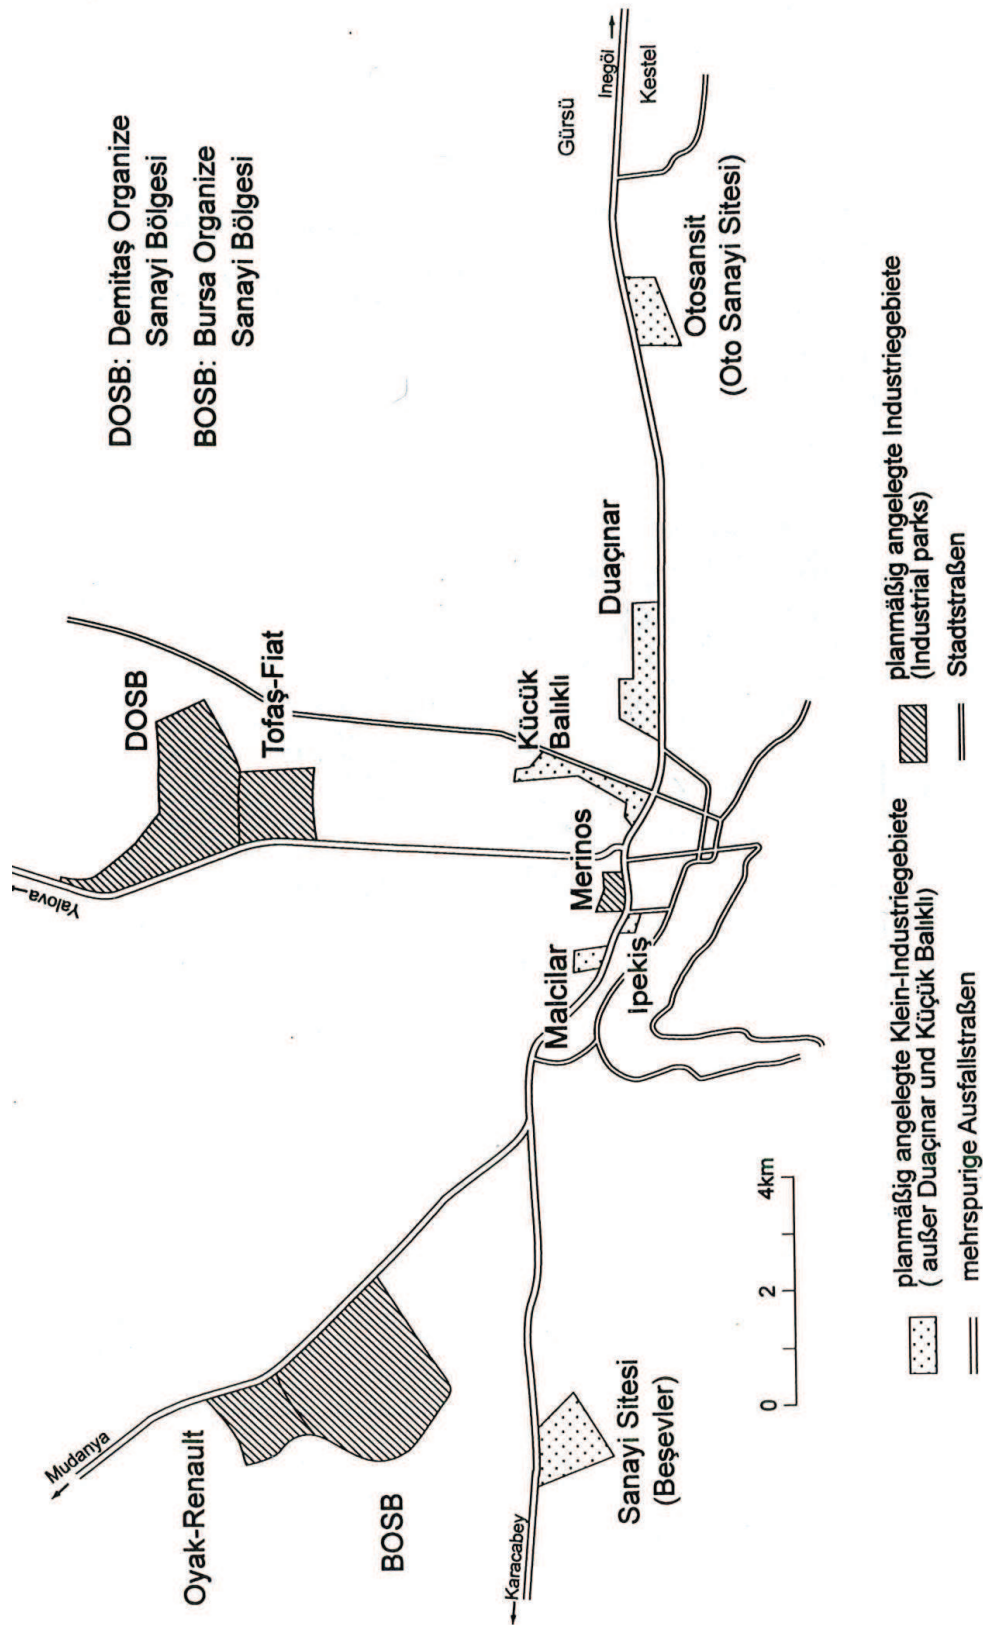 DOSB: Demitaş Organize
Sanayi Bölgesi
BOSB: Bursa Organize
Sanayi Bölgesi
Mudanya
Yalova
Oyak-Renault
DOSB
Tofaş-Fiat
BOSB
Gürsü
Inegöl
Kestel
Karacabey
Malcilar
Merinos
Kücük
Balıklı
Duaçınar
ipekiş
Sanayi Sitesi
(Beşevler)
Otosansit
(Oto Sanayi Sitesi)
0 2 4km
planmäßig angelegte Klein-Industriegebiete
( außer Duaçınar und Küçük Balıklı)
mehrspurige Ausfallstraßen
planmäßig angelegte Industriegebiete
(Industrial parks)
Stadtstraßen